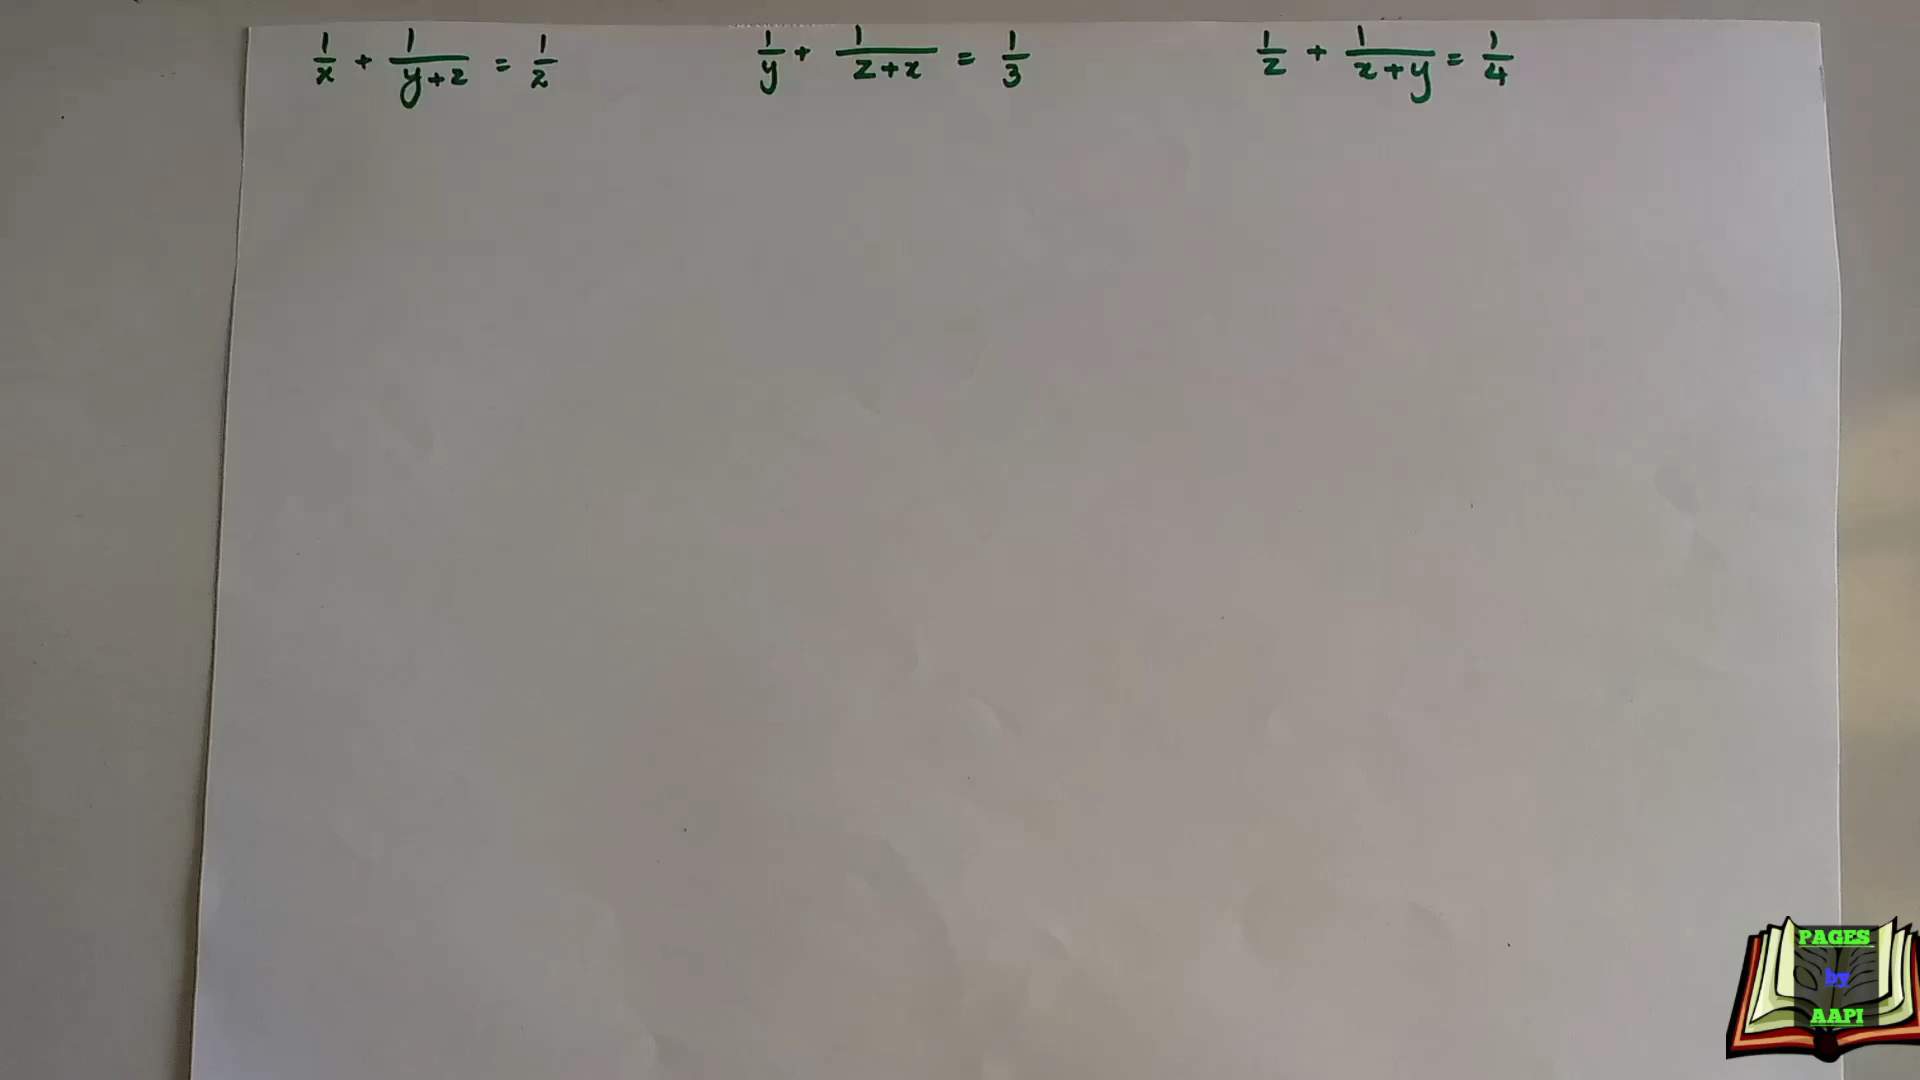 1/x + 1/(y+z) = 1/2 1/y + 1/(z+x) = 1/3 1/z + 1/(x+y) = 1/4
PAGES
by
AAPI